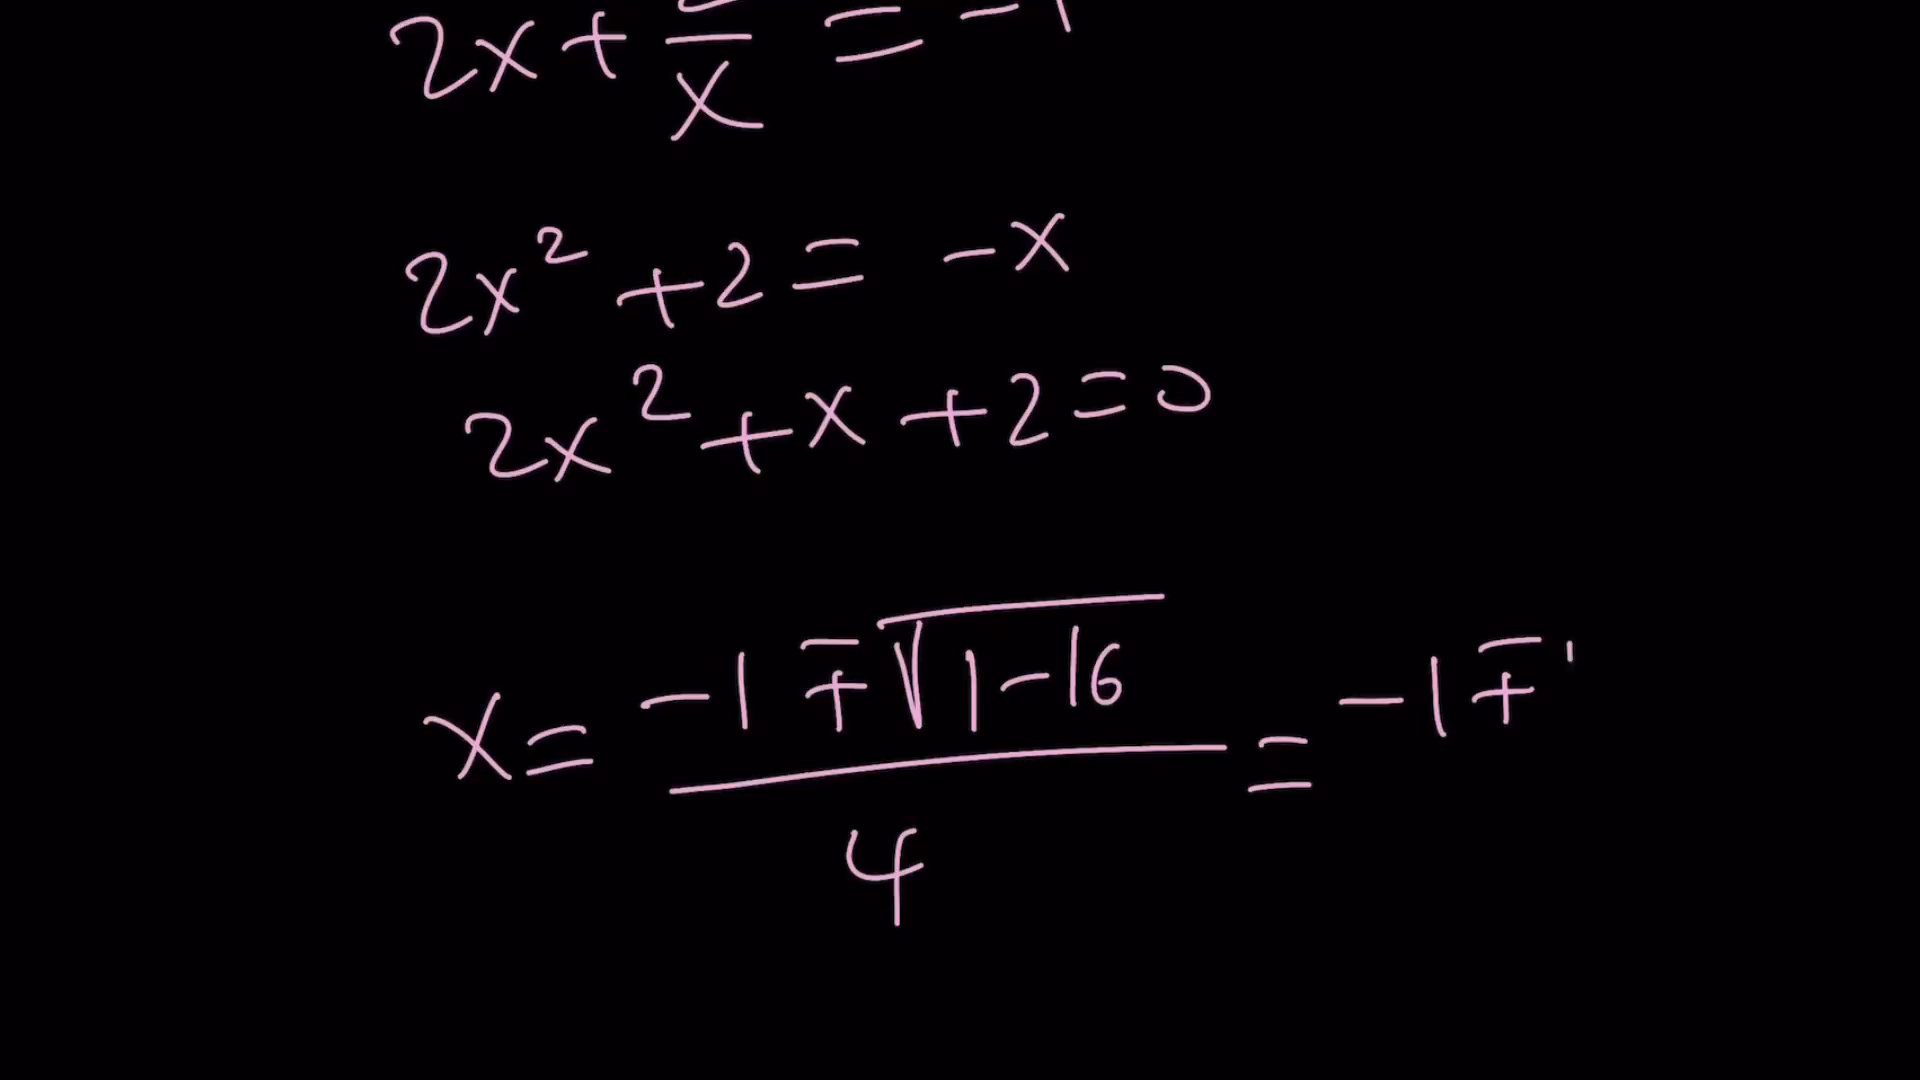 2x + 2/x = -1
2x² + 2 = -x
2x² + x + 2 = 0
x = (-1 ∓ √(1-16))/4 = -1 ∓